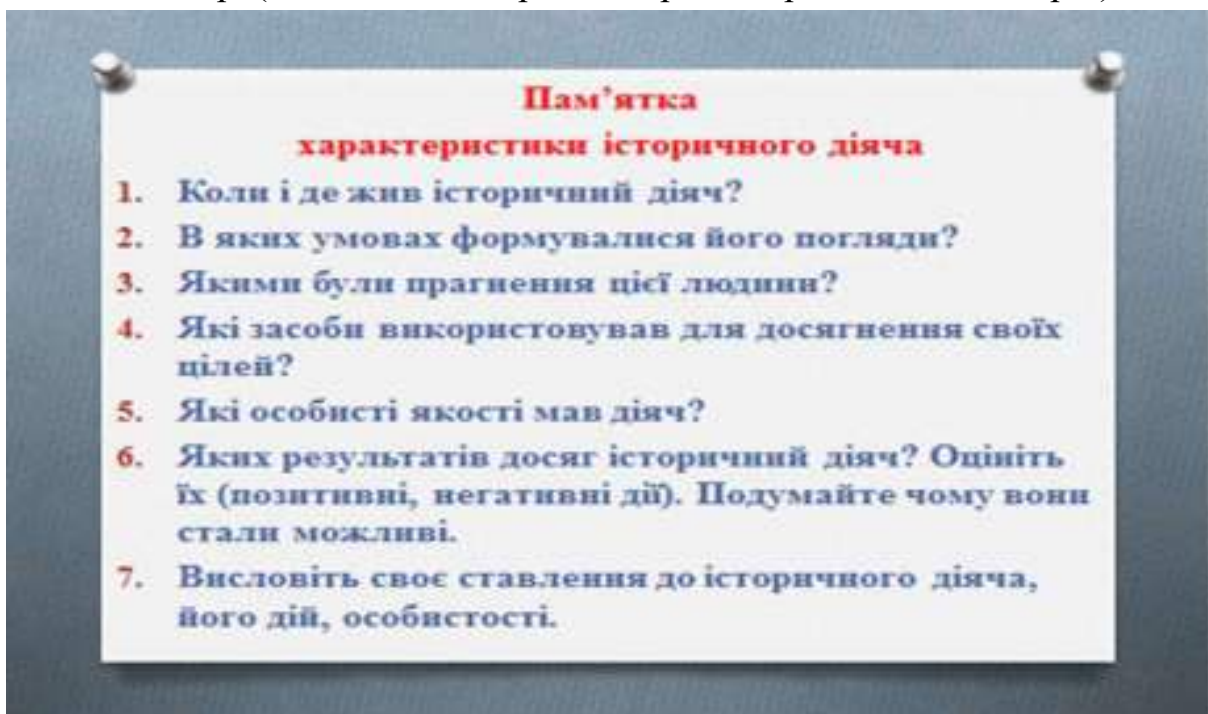 Пам’ятка
характеристики історичного діяча
1. Коли і де жив історичний діяч?
2. В яких умовах формувалися його погляди?
3. Якими були прагнення цієї людини?
4. Які засоби використовував для досягнення своїх
цілей?
5. Які особисті якості мав діяч?
6. Яких результатів досяг історичний діяч? Оцініть
їх (позитивні, негативні дії). Подумайте чому вони
стали можливі.
7. Висловіть своє ставлення до історичного діяча,
його дій, особистості.